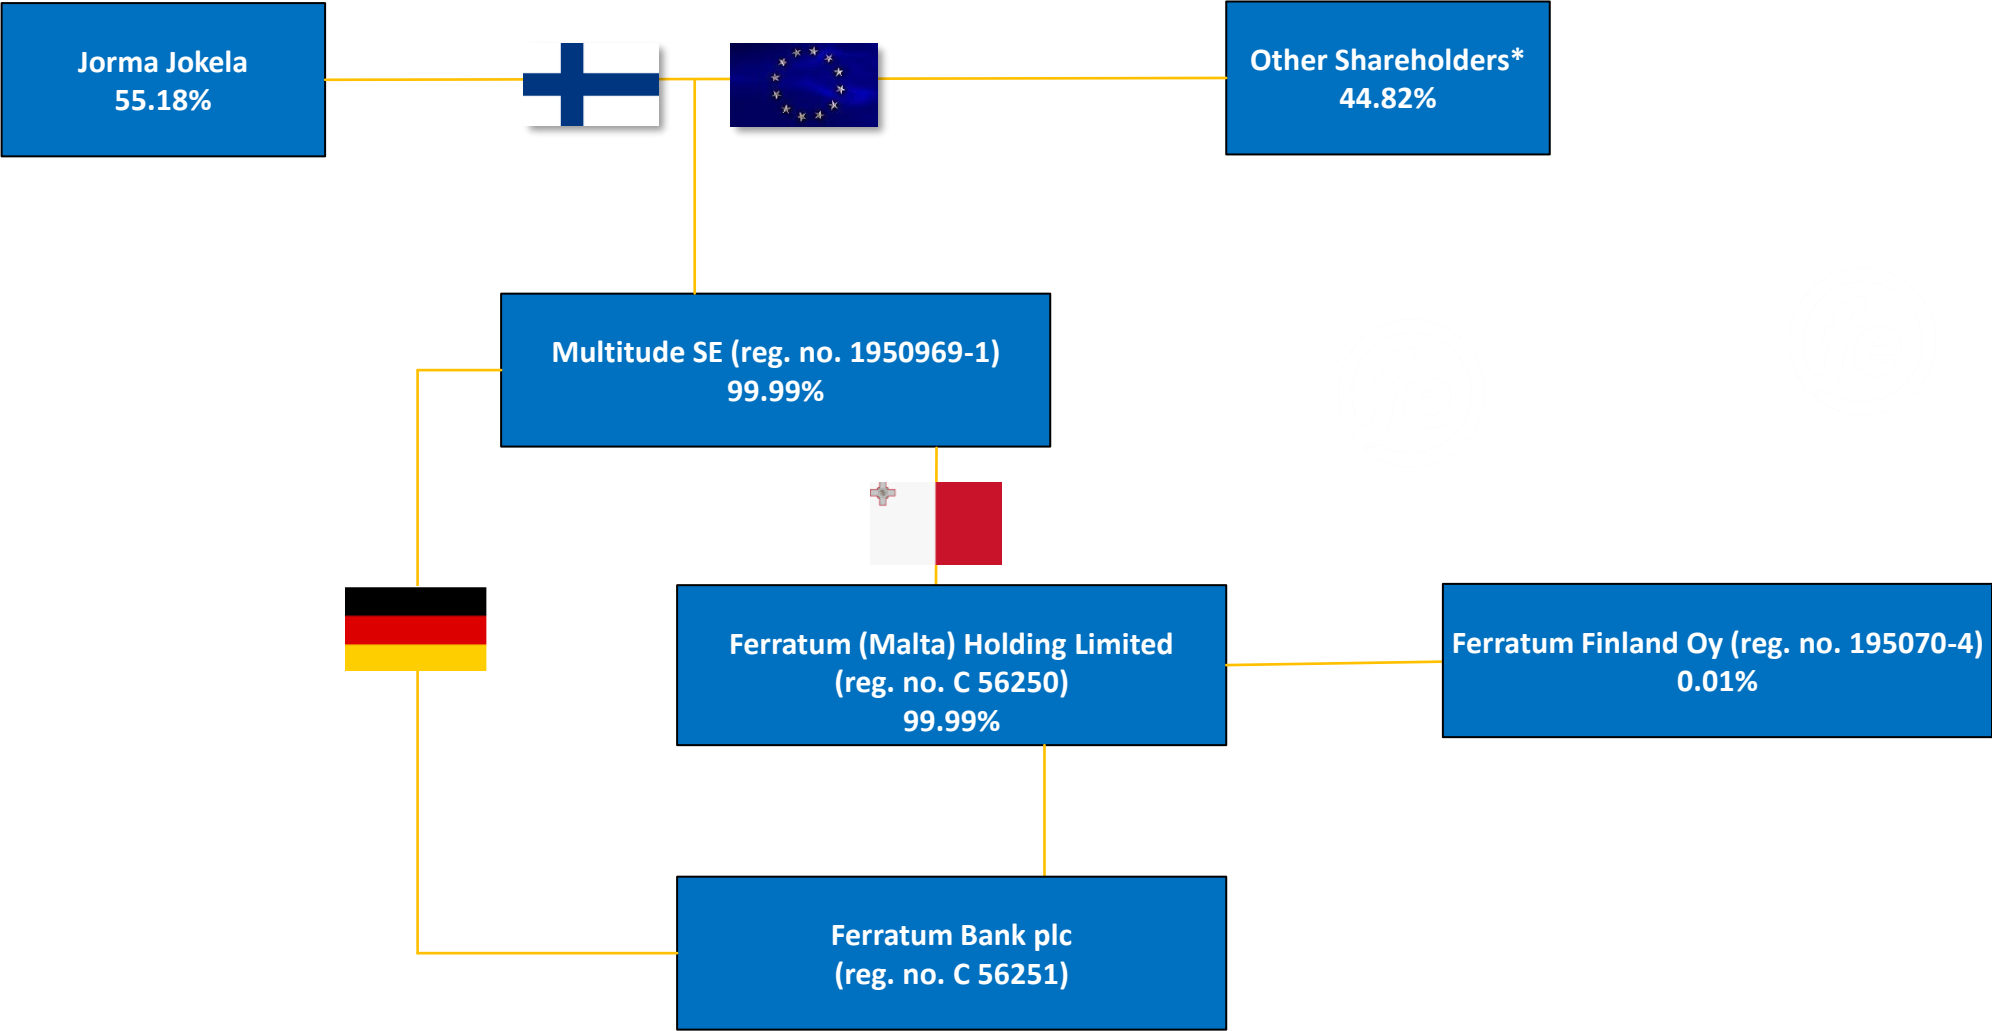 Jorma Jokela
55.18%
Other Shareholders*
44.82%
Multitude SE (reg. no. 1950969-1)
99.99%
Ferratum (Malta) Holding Limited
(reg. no. C 56250)
99.99%
Ferratum Finland Oy (reg. no. 195070-4)
0.01%
Ferratum Bank plc
(reg. no. C 56251)